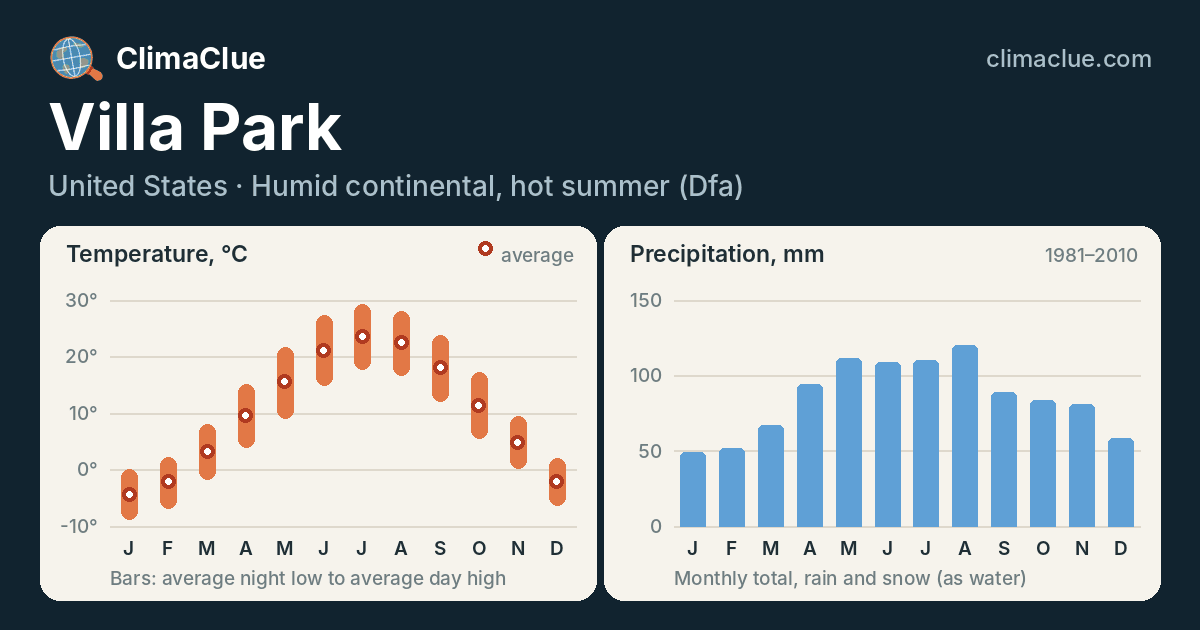 ClimaClue
climaclue.com
Villa Park
United States · Humid continental, hot summer (Dfa)
Temperature, °C
average
30°
20°
10°
0°
-10°
J F M A M J J A S O N D
Bars: average night low to average day high
Precipitation, mm
1981–2010
150
100
50
0
J F M A M J J A S O N D
Monthly total, rain and snow (as water)